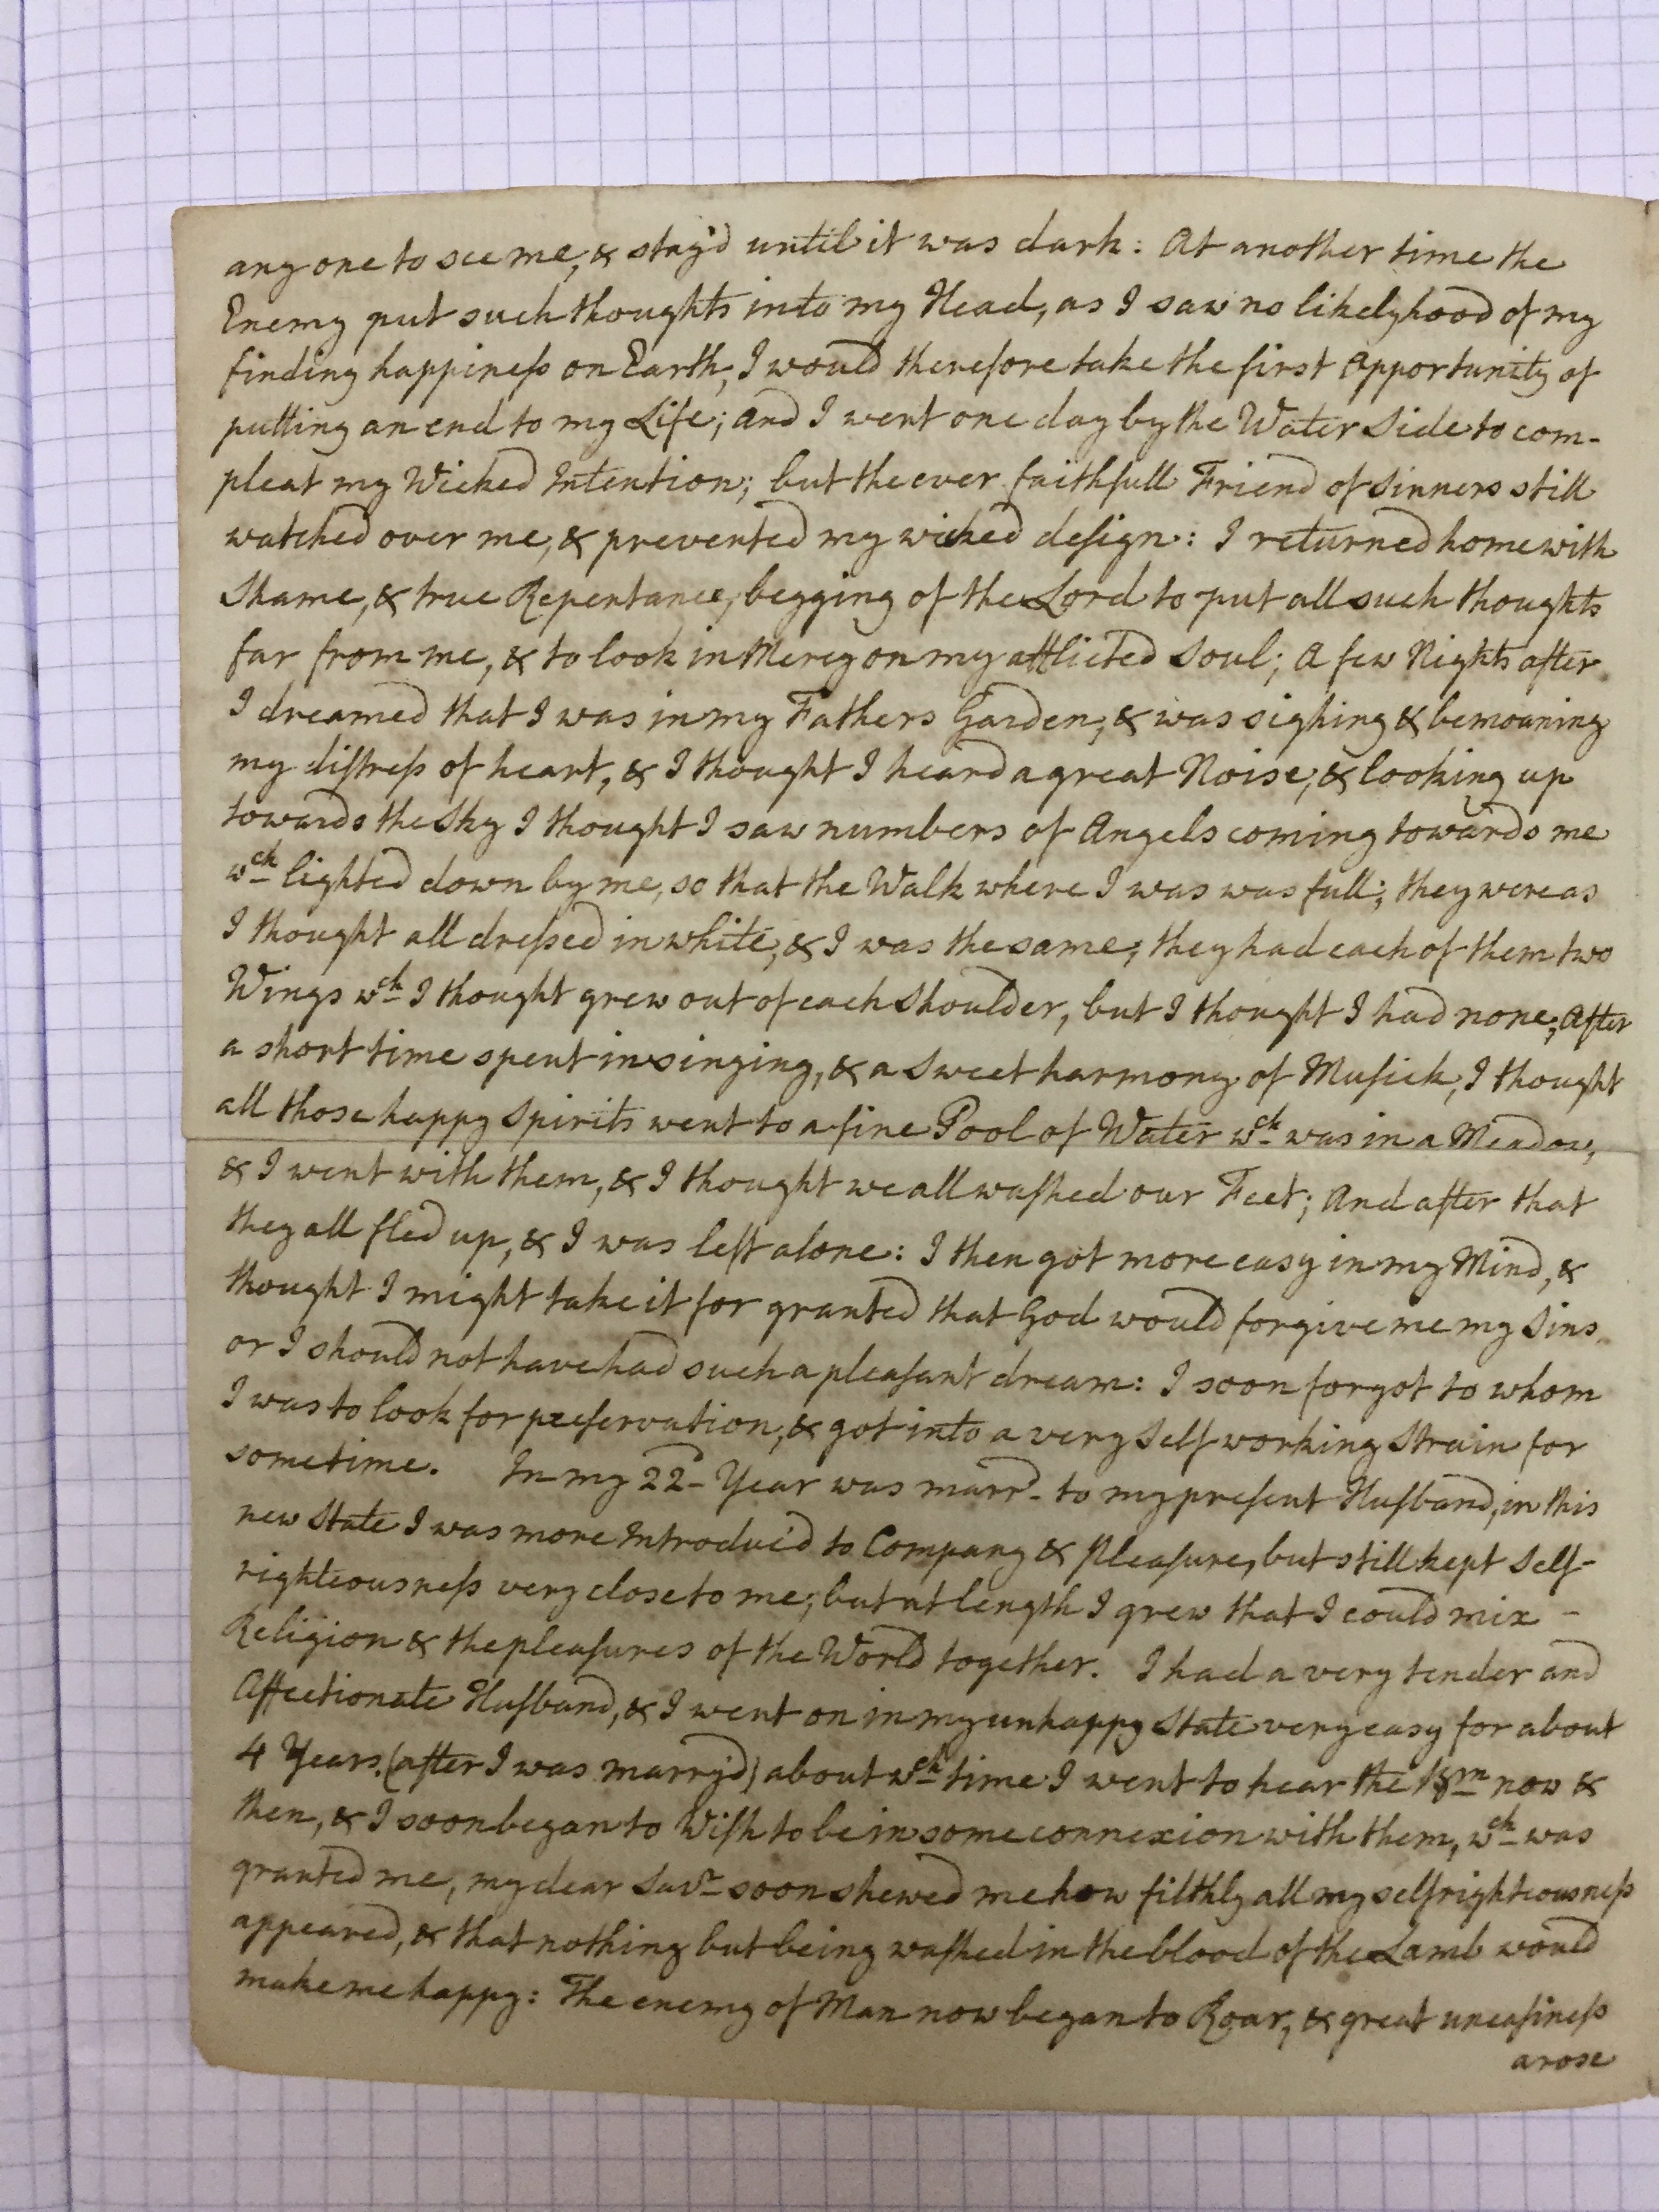 any one to see me, & stay'd until it was dark: At another time the
Enemy put such thoughts into my Head, as I saw no likelyhood of my
finding happiness on Earth, I would therefore take the first Apportunity of
putting an end to my Life; and I went one day by the Water Side to com-
pleat my Wicked Intention; but the ever faithfull Friend of Sinners still
watched over me, & prevented my wicked design: I returned home with
Shame, & true Repentance, begging of the Lord to put all such thoughts
far from me, & to look in Mercy on my afflicted Soul; A few Nights after
I dreamed that I was in my Fathers Garden, & was sighing & bemoaning
my distress of heart, & I thought I heard a great Noise, & looking up
towards the Sky I thought I saw numbers of Angels coming towards me
wch lighted down by me, so that the Walk where I was was full; they were as
I thought all dressed in white, & I was the same, they had each of them two
Wings wch I thought grew out of each Shoulder, but I thought I had none, After
a short time spent in singing, & a Sweet harmony of Musick, I thought
all those happy Spirits went to a fine Pool of Water wch was in a Meadow,
& I went with them, & I thought we all washed our Feet; And after that
they all fled up, & I was left alone: I then got more easy in my Mind, &
thought I might take it for granted that God would forgive me my Sins
or I should not have had such a pleasant dream: I soon forgot to whom
I was to look for preservation, & got into a very Self working Strain for
sometime. In my 22d Year was marrd to my present Husband, in this
new State I was more Introduc'd to Company & Pleasure, but still kept Self-
righteousness very close to me; but at length I grew that I could mix -
Religion & the pleasures of the World together. I had a very tender and
Affectionate Husband, & I went on in my unhappy State very easy for about
4 Years. (after I was marry'd) about wch time I went to hear the Brn now &
then, & I soon began to Wish to be in some connexion with them, wch was
granted me, my dear Savr soon shewed me how filthly all my selfrighteousness
appeared, & that nothing but being washed in the blood of the Lamb would
make me happy: The enemy of Man now began to Roar, & great uneasiness
arose